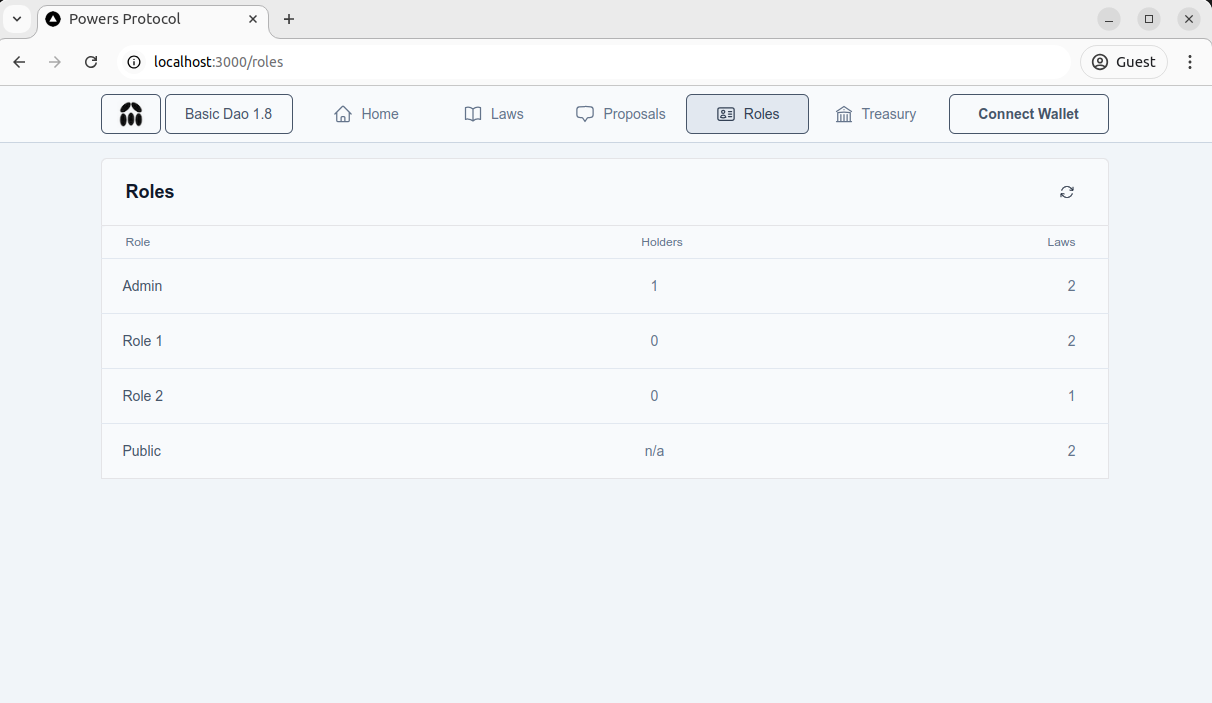 Powers Protocol
localhost:3000/roles
Guest
Basic Dao 1.8
Home
Laws
Proposals
Roles
Treasury
Connect Wallet
Roles
Role Holders Laws
Admin 1 2
Role 1 0 2
Role 2 0 1
Public n/a 2